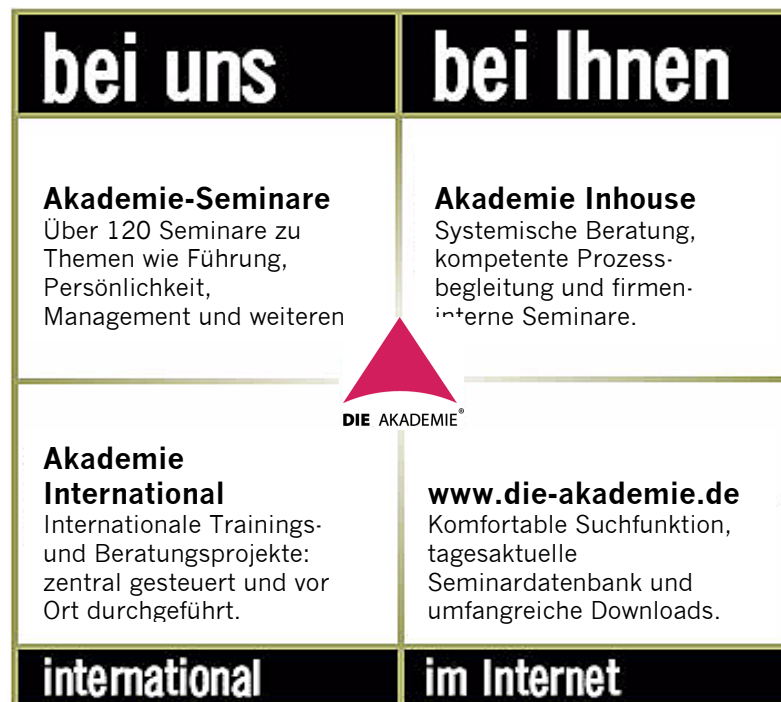 bei uns
bei Ihnen
Akademie-Seminare
Über 120 Seminare zu
Themen wie Führung,
Persönlichkeit,
Management und weiteren
Akademie Inhouse
Systemische Beratung,
kompetente Prozess-
begleitung und firmen-
interne Seminare.
DIE AKADEMIE®
Akademie
International
Internationale Trainings-
und Beratungsprojekte:
zentral gesteuert und vor
Ort durchgeführt.
www.die-akademie.de
Komfortable Suchfunktion,
tagesaktuelle
Seminardatenbank und
umfangreiche Downloads.
international
im Internet